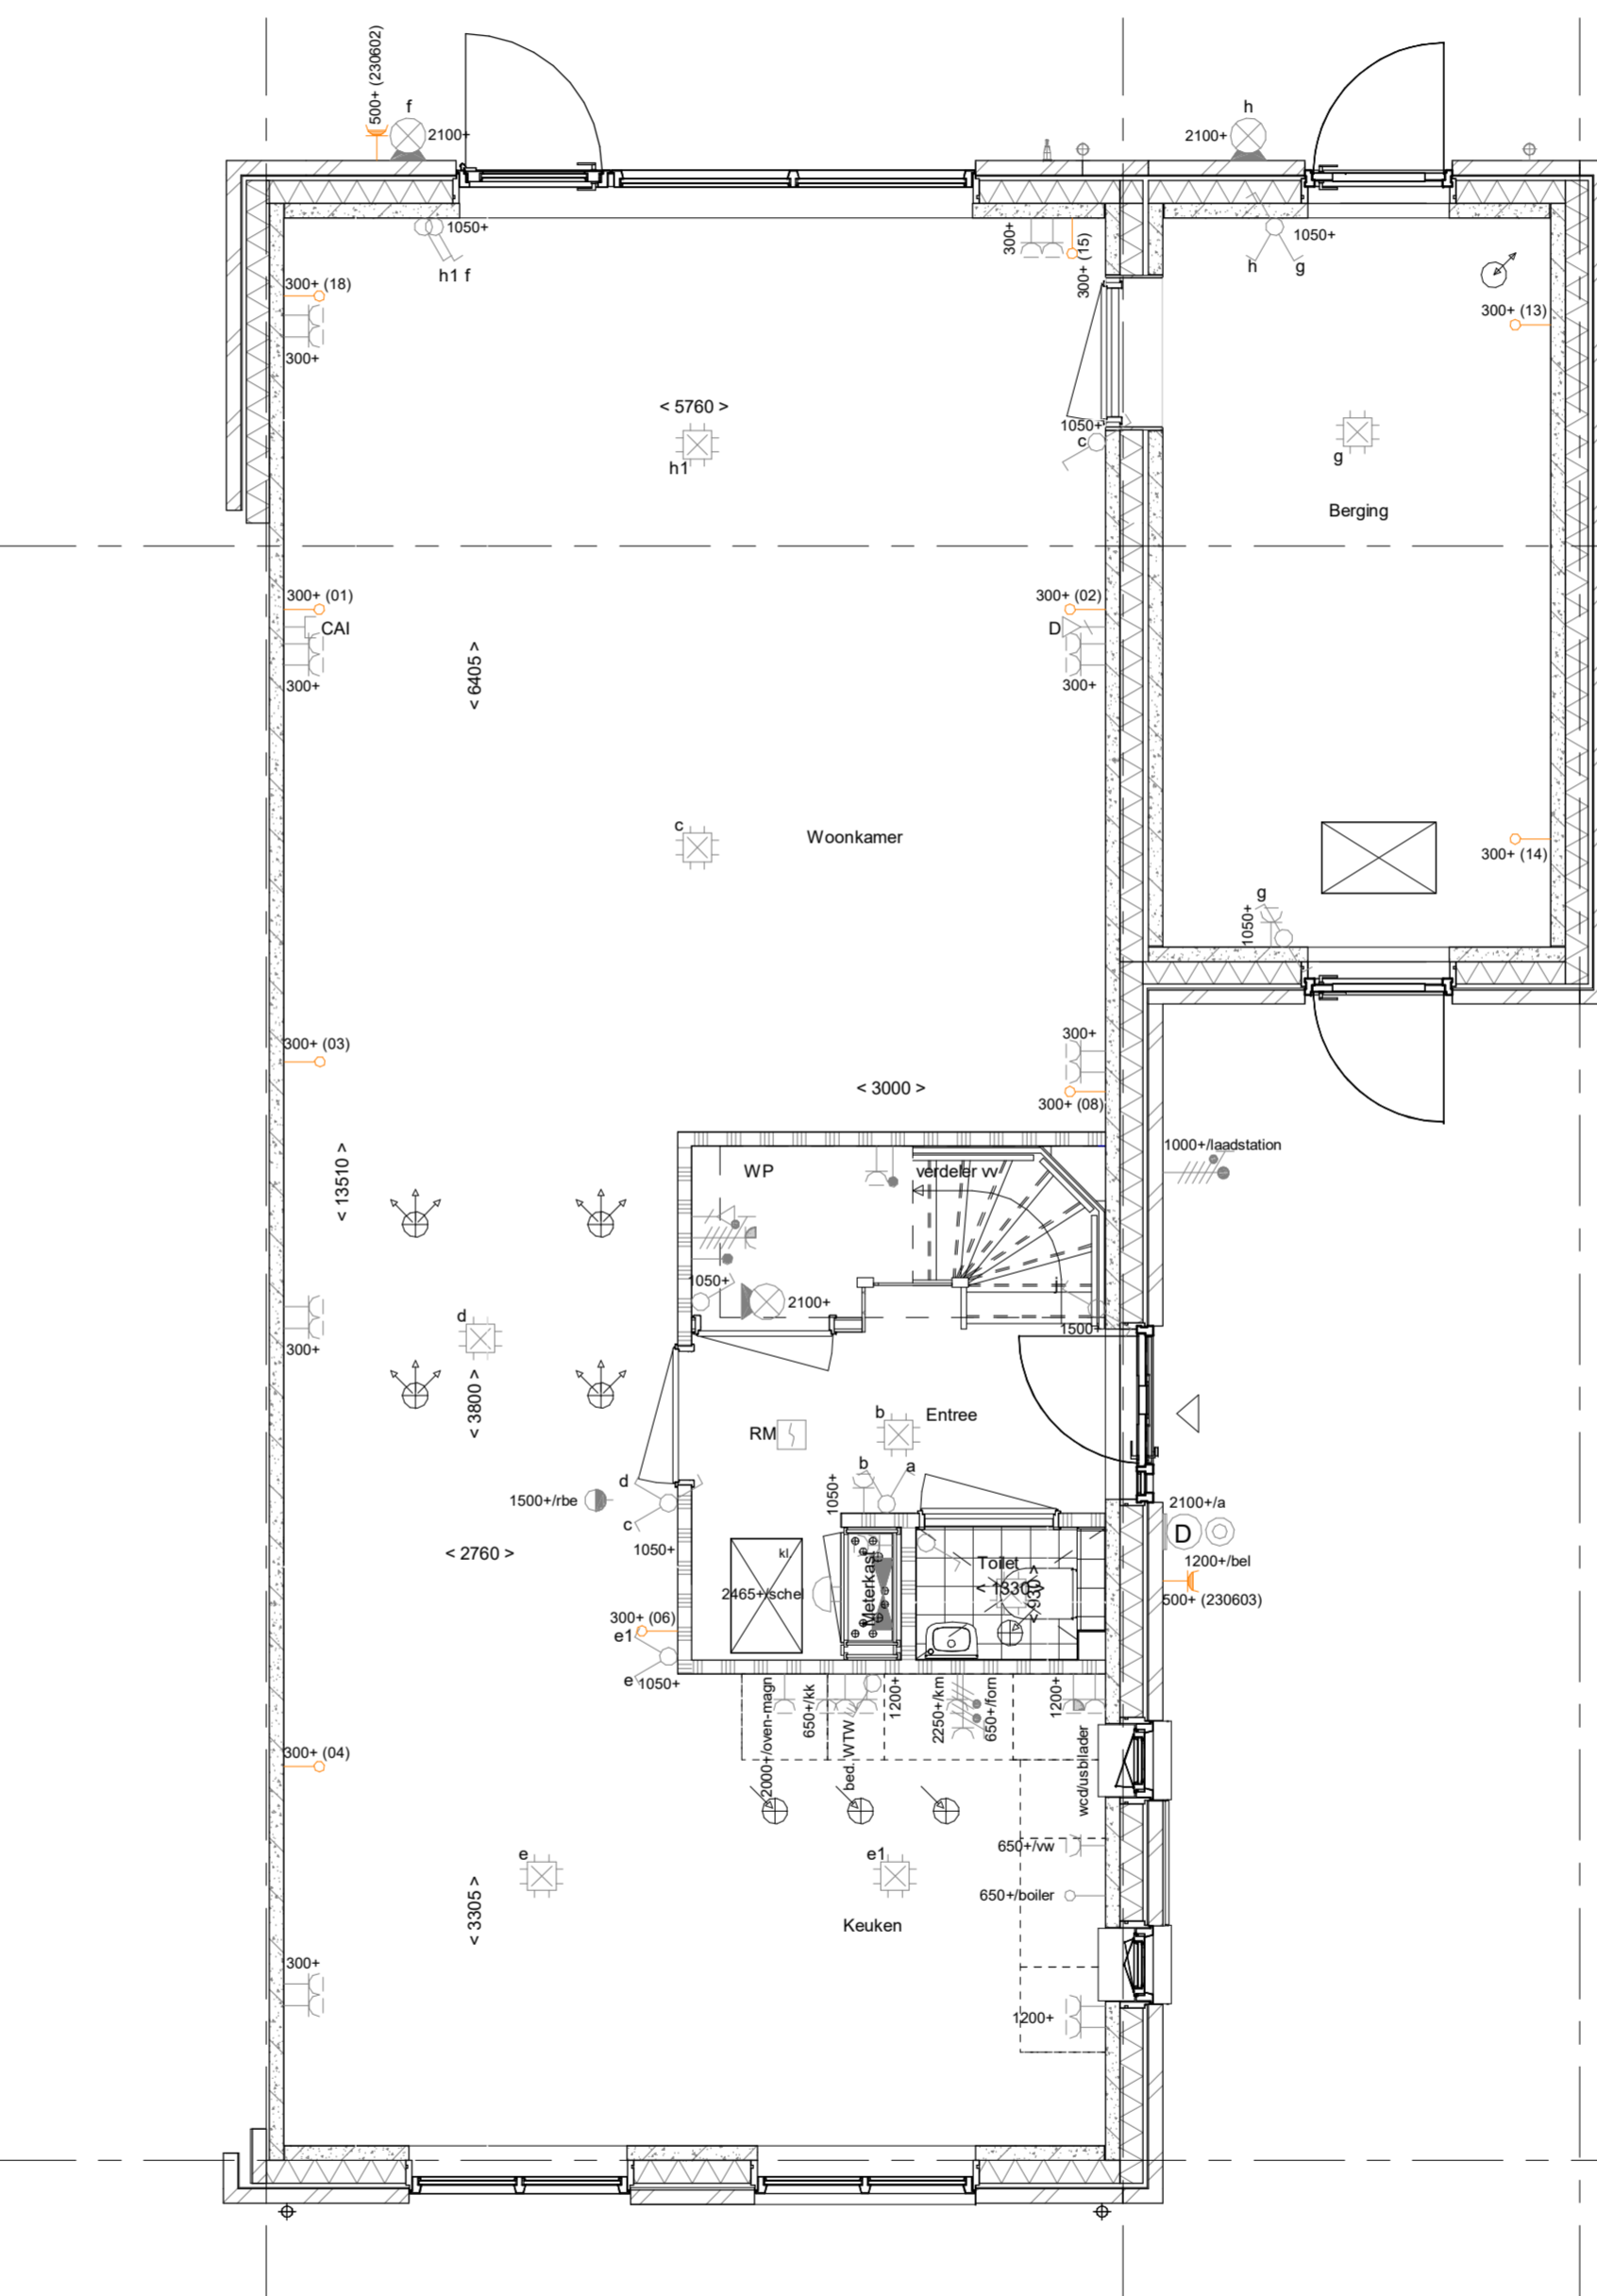 500+ (230602)
f
2100+
h
2100+
1050+
h1 f
300+
300+ (15)
1050+
h
g
300+ (18)
300+
300+ (13)
< 5760 >
h1
1050+
c
g
Berging
300+ (01)
CAI
300+
300+ (02)
D
300+
< 6405 >
c
Woonkamer
300+ (14)
g
1050+
300+ (03)
300+
300+ (08)
< 3000 >
1000+/laadstation
< 13510 >
WP
verdeler vv
1050+
2100+
j
1500+
d
300+
< 3800 >
b
Entree
RM
b
a
1050+
d
1500+/rbe
c
1050+
2100+/a
D
1200+/bel
500+ (230603)
< 2760 >
kl.
2465+/schel
Meterkast
Toilet
< 1330 >
< 930 >
300+ (06)
e1
e
1050+
2000+/oven-magn
650+/kk
bed. WTW
1200+
2250+/km
650+/forn
1200+
wcd/usb lader
300+ (04)
650+/vw
e
e1
650+/boiler
< 3305 >
Keuken
300+
1200+